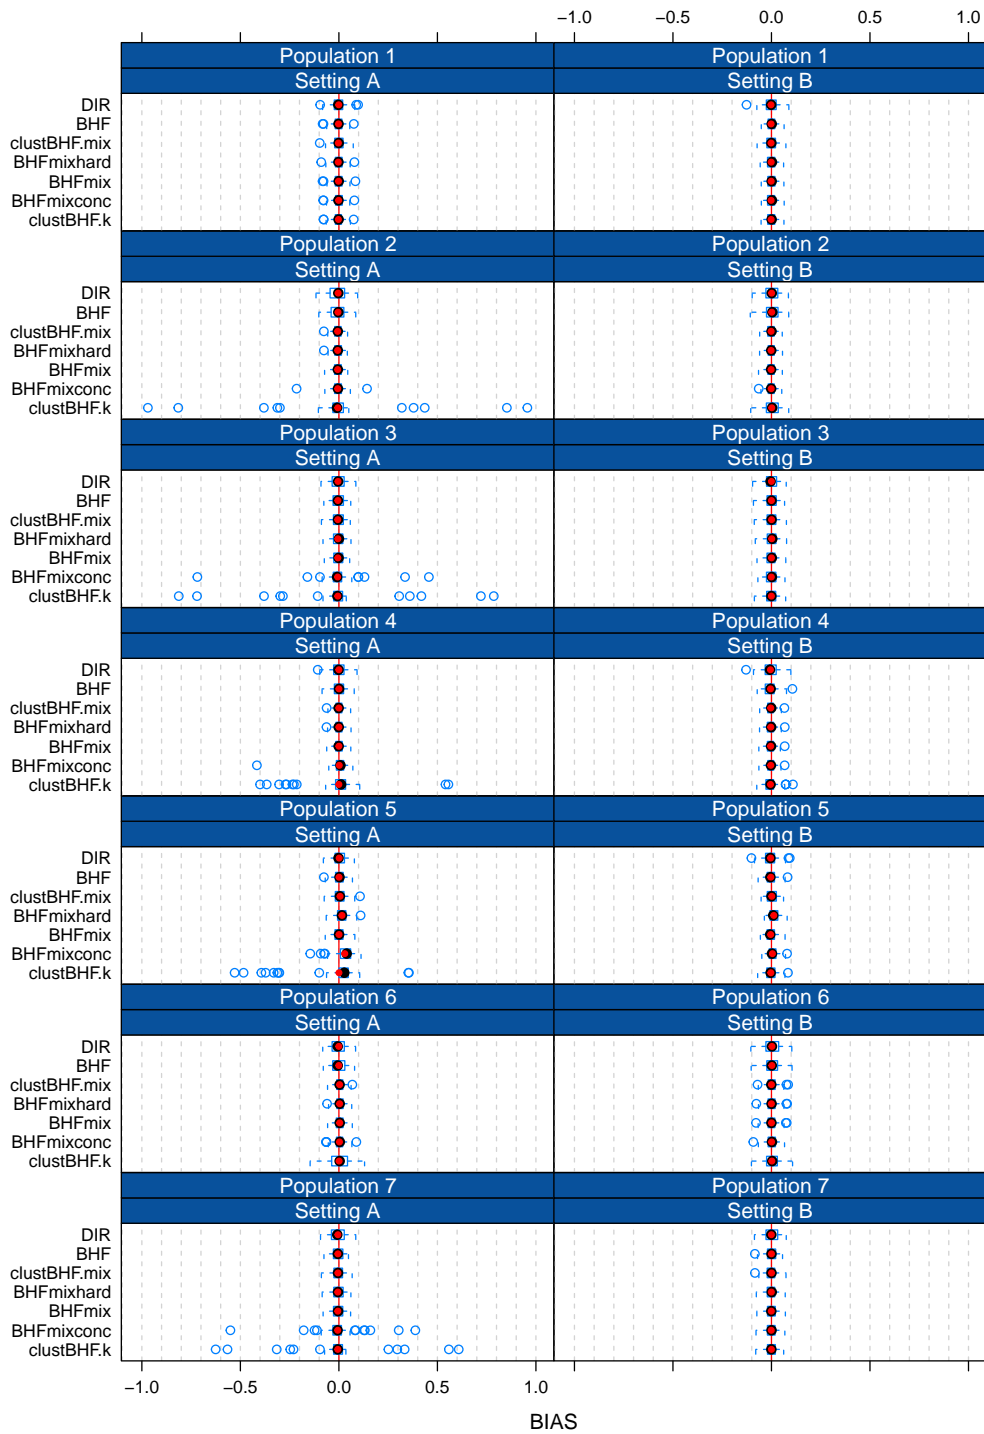 −1.0 −0.5 0.0 0.5 1.0
Population 1 Population 1
Setting A Setting B
DIR
BHF
clustBHF.mix
BHFmixhard
BHFmix
BHFmixconc
clustBHF.k
Population 2 Population 2
Setting A Setting B
DIR
BHF
clustBHF.mix
BHFmixhard
BHFmix
BHFmixconc
clustBHF.k
Population 3 Population 3
Setting A Setting B
DIR
BHF
clustBHF.mix
BHFmixhard
BHFmix
BHFmixconc
clustBHF.k
Population 4 Population 4
Setting A Setting B
DIR
BHF
clustBHF.mix
BHFmixhard
BHFmix
BHFmixconc
clustBHF.k
Population 5 Population 5
Setting A Setting B
DIR
BHF
clustBHF.mix
BHFmixhard
BHFmix
BHFmixconc
clustBHF.k
Population 6 Population 6
Setting A Setting B
DIR
BHF
clustBHF.mix
BHFmixhard
BHFmix
BHFmixconc
clustBHF.k
Population 7 Population 7
Setting A Setting B
DIR
BHF
clustBHF.mix
BHFmixhard
BHFmix
BHFmixconc
clustBHF.k
−1.0 −0.5 0.0 0.5 1.0
BIAS